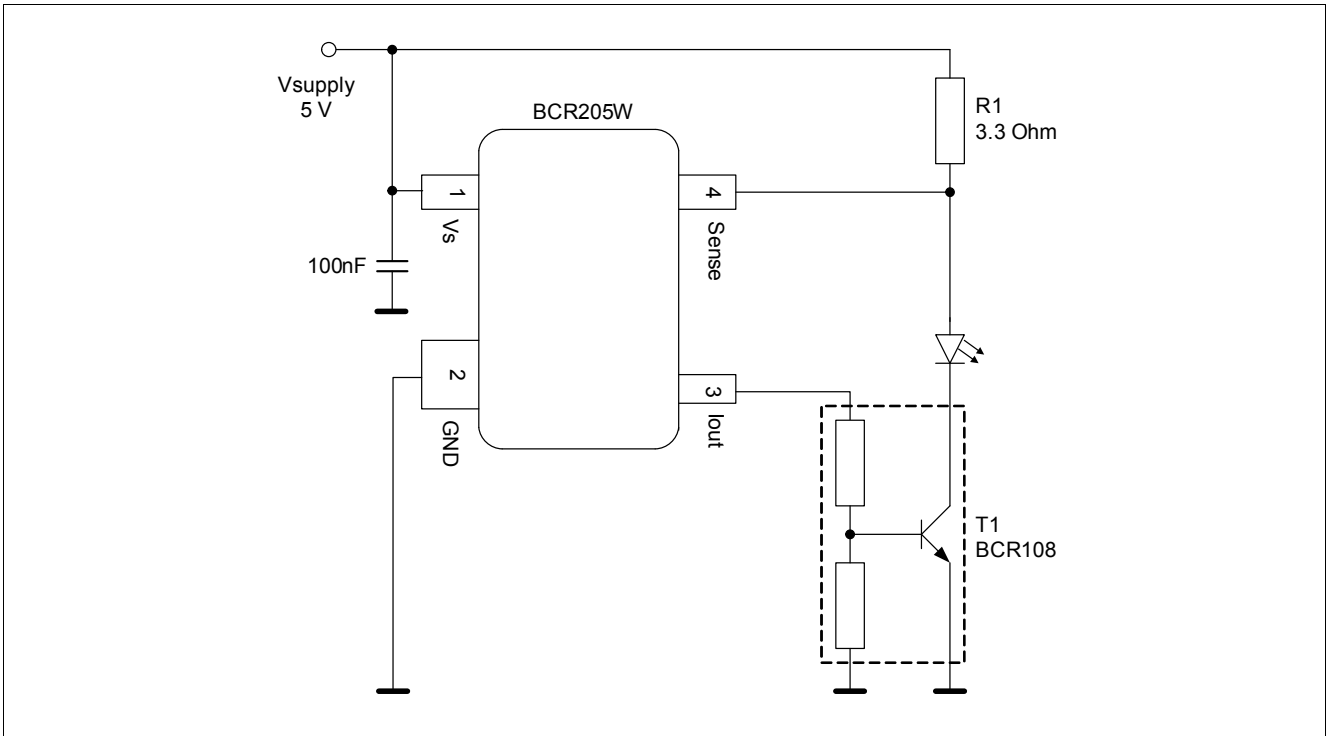 Vsupply
5 V
BCR205W
R1
3.3 Ohm
1
Vs
4
Sense
100nF
2
GND
3
Iout
T1
BCR108